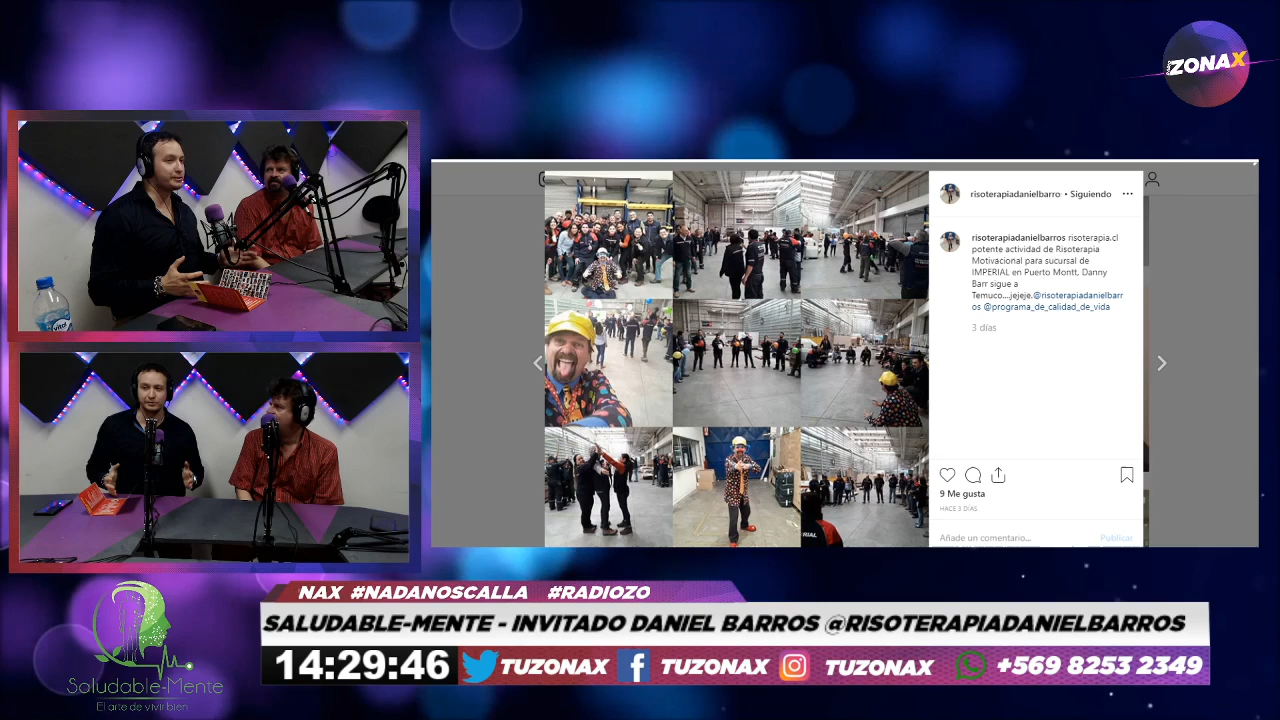 ZONAX
risoterapiadanielbarro: • Siguiendo ...
risoterapiadanielbarros risoterapia.cl
potente actividad de Risoterapia
Motivacional para sucursal de
IMPERIAL en Puerto Montt, Danny
Barr sigue a
Temuco....jejeje.@risoterapiadanielbarr
os @programa_de_calidad_de_vida
3 días
9 Me gusta
HACE 3 DÍAS
Añade un comentario...
Publicar
NAX #NADANOSCALLA #RADIOZO
SALUDABLE-MENTE - INVITADO DANIEL BARROS @RISOTERAPIADANIELBARROS
14:29:46 TUZONAX TUZONAX TUZONAX +569 8253 2349
Saludable-Mente
El arte de vivir bien